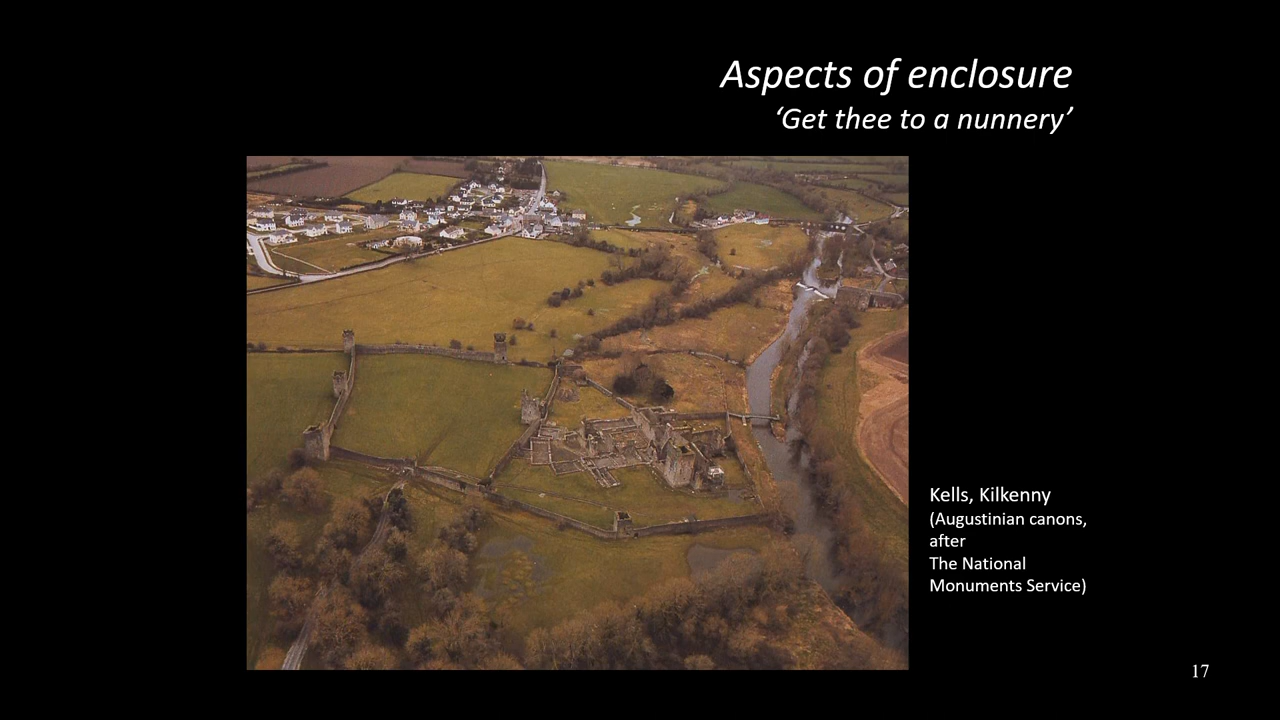 Aspects of enclosure
‘Get thee to a nunnery’
Kells, Kilkenny
(Augustinian canons,
after
The National
Monuments Service)
17